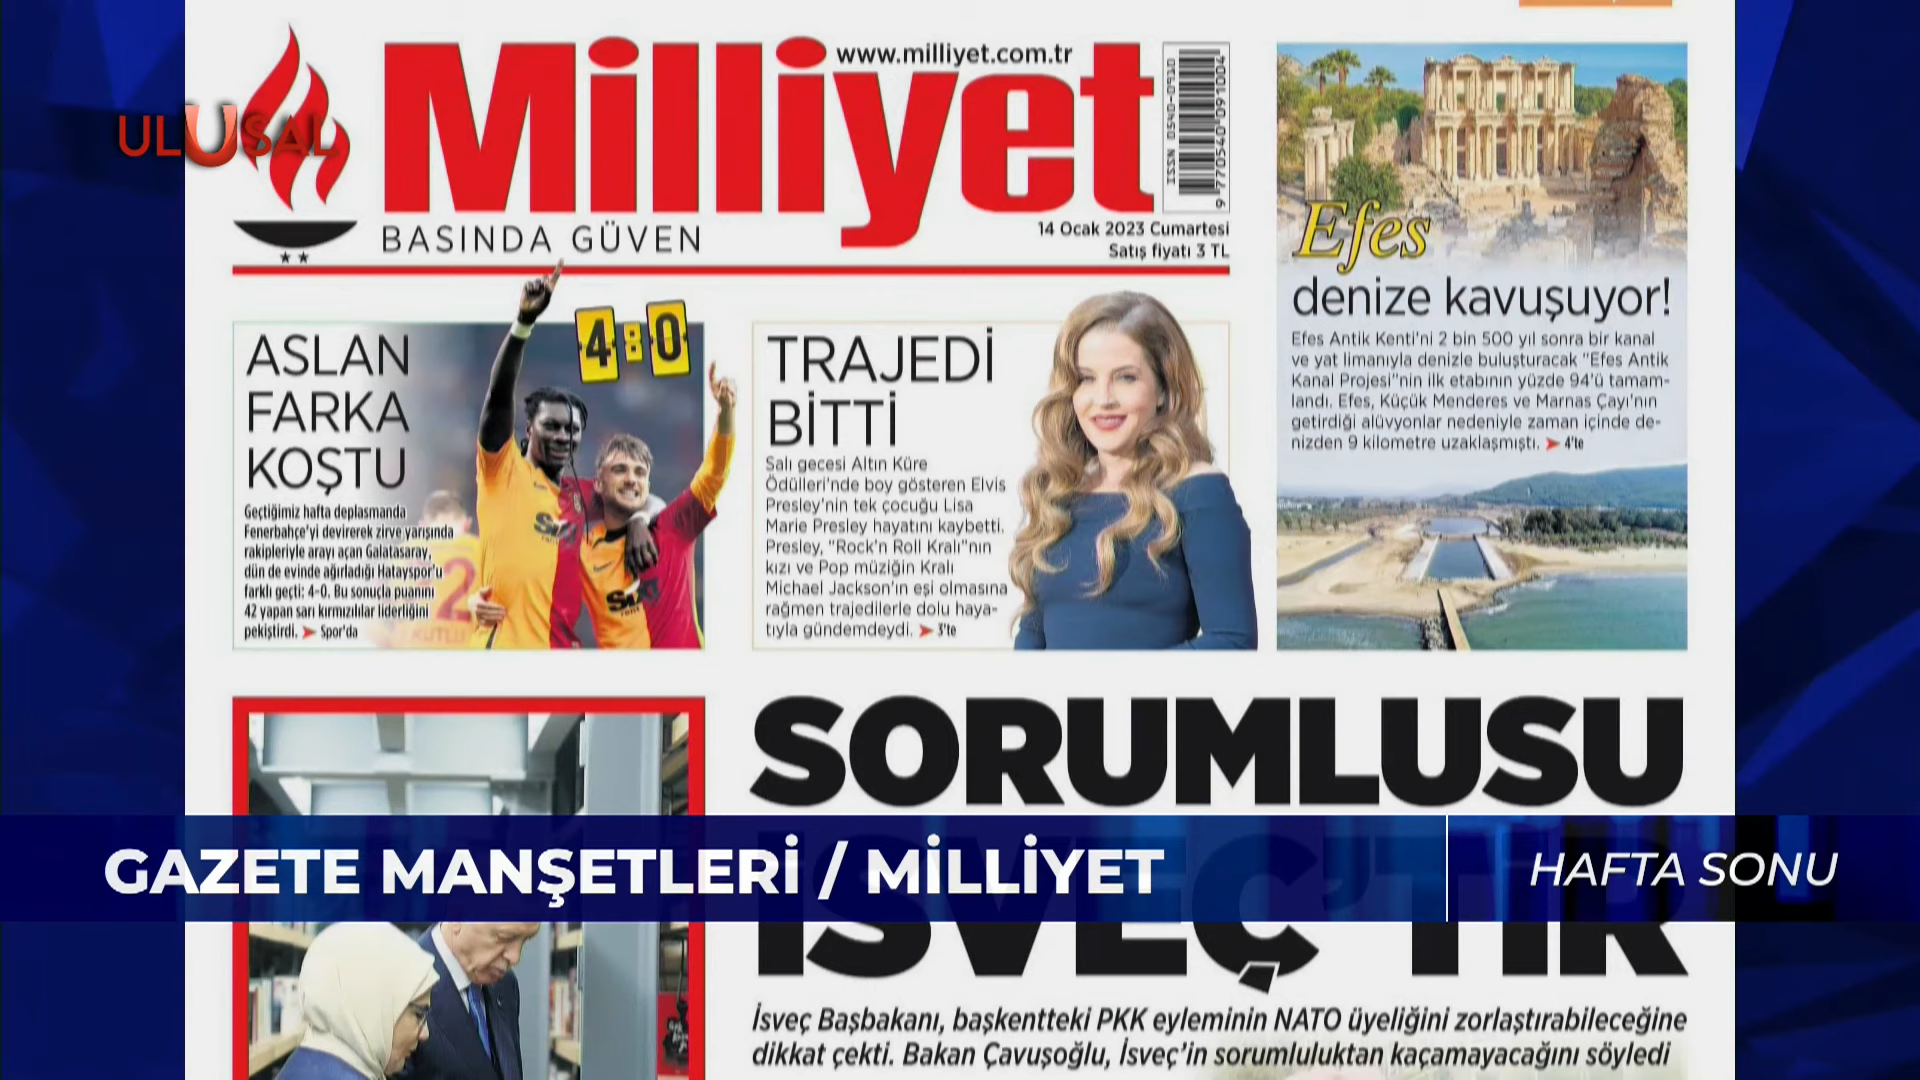 ULUSAL
Milliyet
www.milliyet.com.tr
BASINDA GÜVEN
ISSN 0540-0910
9 770540 091004
14 Ocak 2023 Cumartesi
Satış fiyatı 3 TL
ASLAN
FARKA
KOŞTU
4:0
Geçtiğimiz hafta deplasmanda
Fenerbahçe'yi devirerek zirve yarışında
rakipleriyle arayı açan Galatasaray,
dün de evinde ağırladığı Hatayspor'u
farklı geçti: 4-0. Bu sonuçla puanını
42 yapan sarı kırmızılılar liderliğini
pekiştirdi. Spor'da
TRAJEDİ
BİTTİ
Salı gecesi Altın Küre
Ödülleri'nde boy gösteren Elvis
Presley'nin tek çocuğu Lisa
Marie Presley hayatını kaybetti.
Presley, "Rock'n Roll Kralı"nın
kızı ve Pop müziğin Kralı
Michael Jackson'ın eşi olmasına
rağmen trajedilerle dolu haya-
tıyla gündemdeydi. 3'te
Efes
denize kavuşuyor!
Efes Antik Kenti'ni 2 bin 500 yıl sonra bir kanal
ve yat limanıyla denizle buluşturacak "Efes Antik
Kanal Projesi"nin ilk etabının yüzde 94'ü tamam-
landı. Efes, Küçük Menderes ve Marnas Çayı'nın
getirdiği alüvyonlar nedeniyle zaman içinde de-
nizden 9 kilometre uzaklaşmıştı. 4'te
SORUMLUSU
İSVEÇ'TİR
GAZETE MANŞETLERİ / MİLLİYET
HAFTA SONU
İsveç Başbakanı, başkentteki PKK eyleminin NATO üyeliğini zorlaştırabileceğine
dikkat çekti. Bakan Çavuşoğlu, İsveç'in sorumluluktan kaçamayacağını söyledi